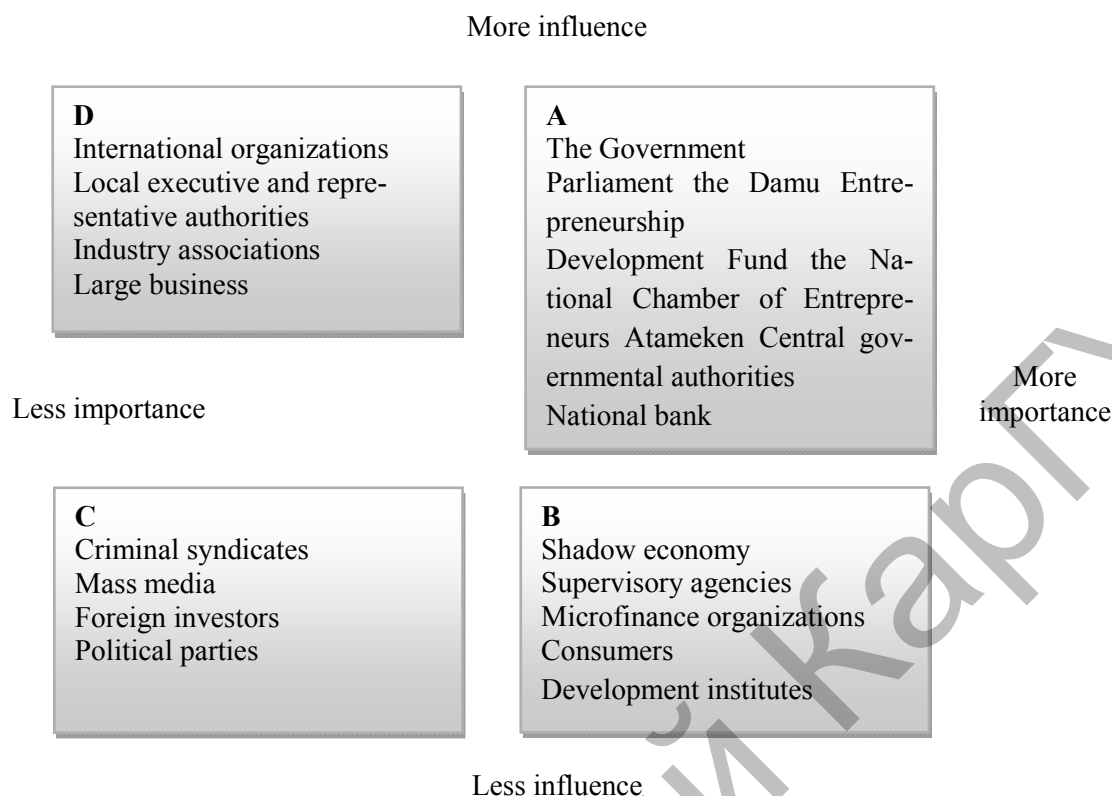 More influence
D
International organizations
Local executive and repre-
sentative authorities
Industry associations
Large business
A
The Government
Parliament the Damu Entre-
preneurship
Development Fund the Na-
tional Chamber of Entrepre-
neurs Atameken Central gov-
ernmental authorities
National bank
Less importance
More
importance
C
Criminal syndicates
Mass media
Foreign investors
Political parties
B
Shadow economy
Supervisory agencies
Microfinance organizations
Consumers
Development institutes
Less influence